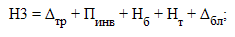 НЗ = Δтр + Пинв + Нб + Нт + Δбл;